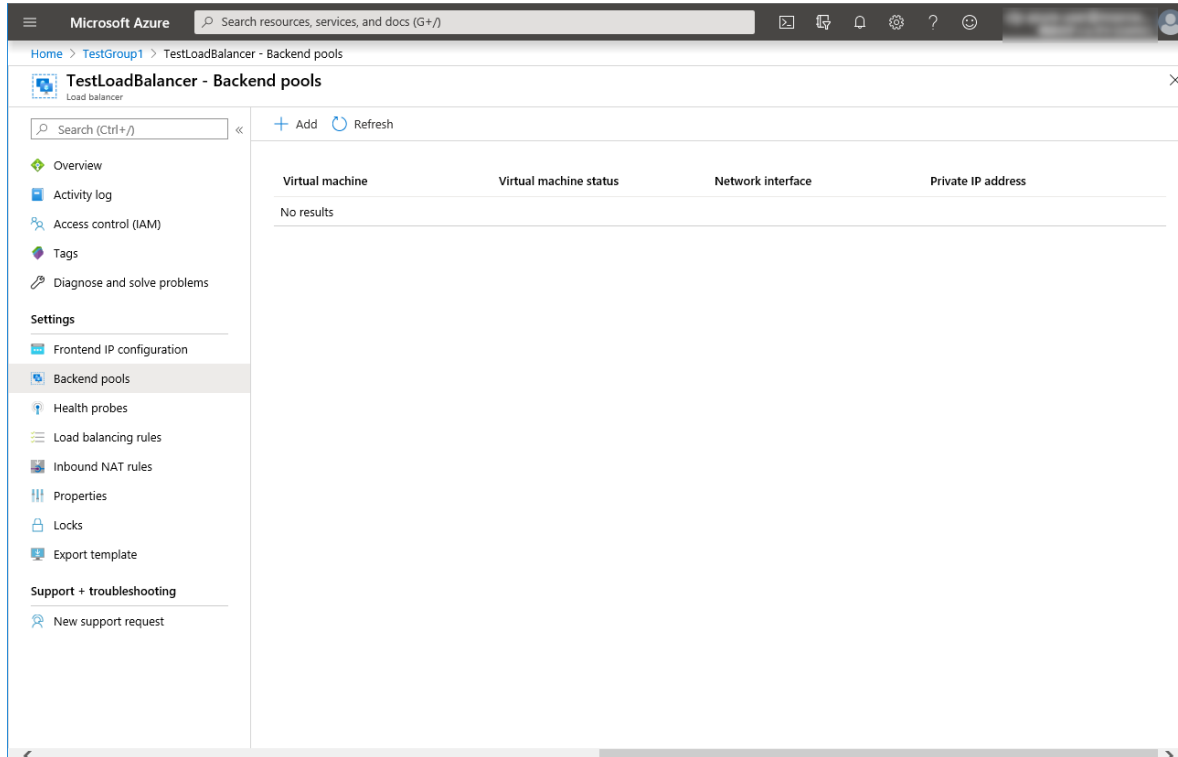 Microsoft Azure
Search resources, services, and docs (G+/)
Home > TestGroup1 > TestLoadBalancer - Backend pools
TestLoadBalancer - Backend pools
Load balancer
Search (Ctrl+/)
«
Add
Refresh
Overview
Activity log
Access control (IAM)
Tags
Diagnose and solve problems
Settings
Frontend IP configuration
Backend pools
Health probes
Load balancing rules
Inbound NAT rules
Properties
Locks
Export template
Support + troubleshooting
New support request
Virtual machine
Virtual machine status
Network interface
Private IP address
No results